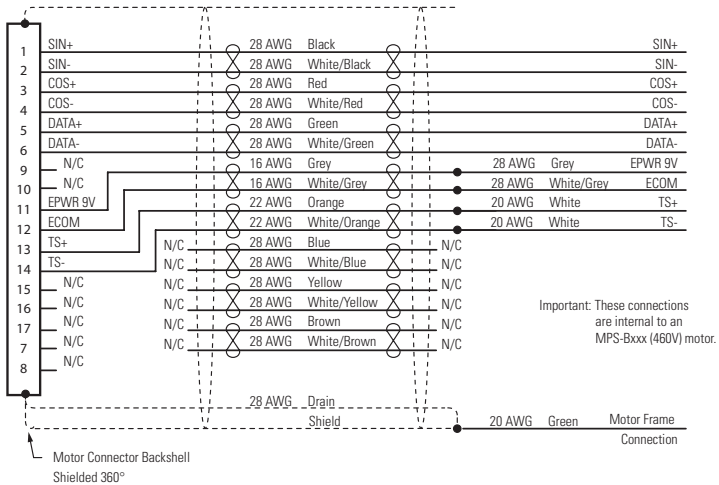 1 SIN+ 28 AWG Black SIN+
2 SIN- 28 AWG White/Black SIN-
3 COS+ 28 AWG Red COS+
4 COS- 28 AWG White/Red COS-
5 DATA+ 28 AWG Green DATA+
6 DATA- 28 AWG White/Green DATA-
9 N/C 16 AWG Grey 28 AWG Grey EPWR 9V
10 N/C 16 AWG White/Grey 28 AWG White/Grey ECOM
11 EPWR 9V 22 AWG Orange 20 AWG White TS+
12 ECOM 22 AWG White/Orange 20 AWG White TS-
13 TS+ N/C 28 AWG Blue N/C
14 TS- N/C 28 AWG White/Blue N/C
15 N/C N/C 28 AWG Yellow N/C
16 N/C N/C 28 AWG White/Yellow N/C
17 N/C N/C 28 AWG Brown N/C
7 N/C N/C 28 AWG White/Brown N/C
8 N/C
Important: These connections
are internal to an
MPS-Bxxx (460V) motor.
28 AWG Drain
Shield 20 AWG Green Motor Frame
Connection
Motor Connector Backshell
Shielded 360°